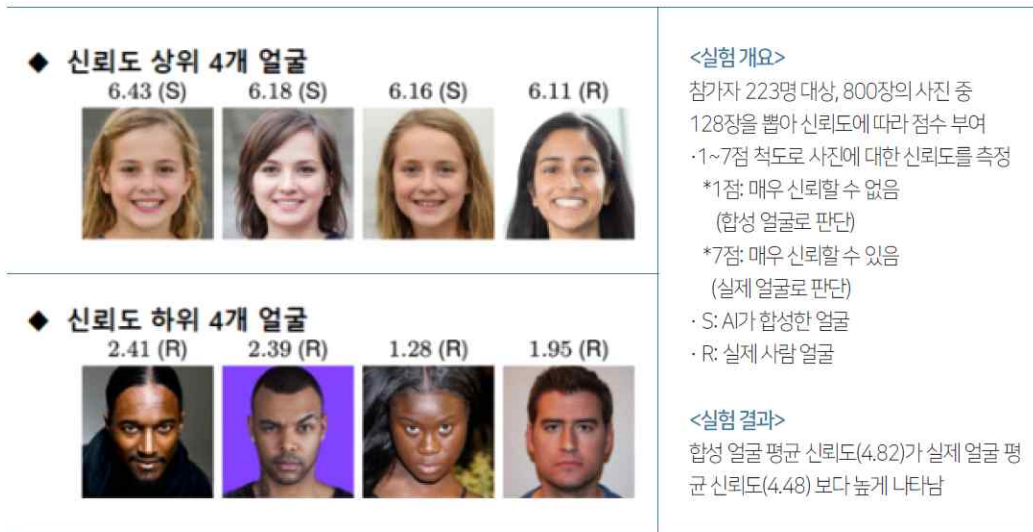 ◆ 신뢰도 상위 4개 얼굴
6.43 (S) 6.18 (S) 6.16 (S) 6.11 (R)
◆ 신뢰도 하위 4개 얼굴
2.41 (R) 2.39 (R) 1.28 (R) 1.95 (R)
<실험 개요>
참가자 223명 대상, 800장의 사진 중
128장을 뽑아 신뢰도에 따라 점수 부여
·1~7점 척도로 사진에 대한 신뢰도를 측정
*1점: 매우 신뢰할 수 없음
(합성 얼굴로 판단)
*7점: 매우 신뢰할 수 있음
(실제 얼굴로 판단)
· S: AI가 합성한 얼굴
· R: 실제 사람 얼굴
<실험 결과>
합성 얼굴 평균 신뢰도(4.82)가 실제 얼굴 평
균 신뢰도(4.48) 보다 높게 나타남